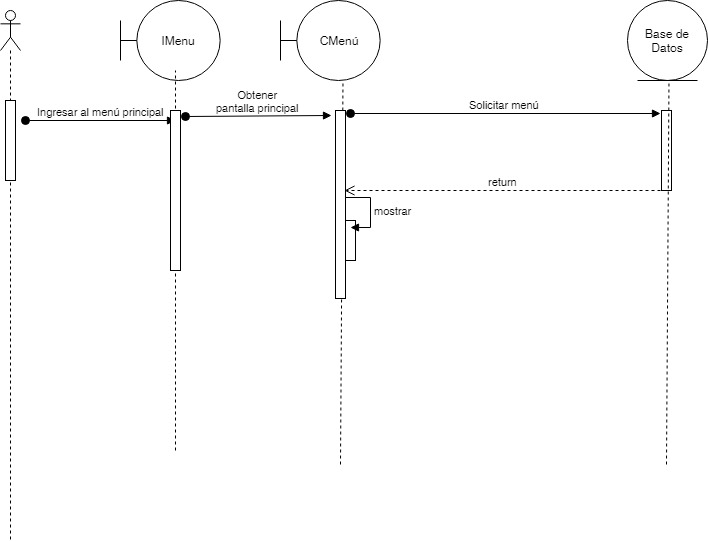 IMenu
CMenú
Base de
Datos
Ingresar al menú principal
Obtener
pantalla principal
Solicitar menú
return
mostrar